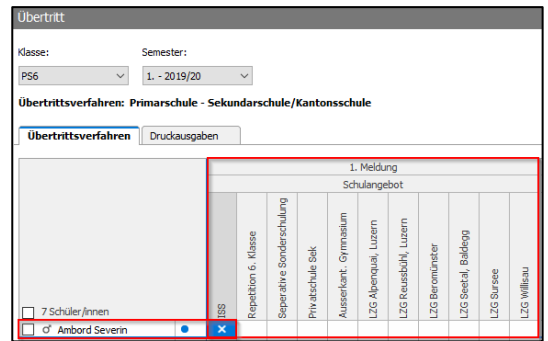 Übertritt
Klasse:
Semester:
PS6
1. - 2019/20
Übertrittsverfahren: Primarschule - Sekundarschule/Kantonsschule
Übertrittsverfahren
Druckausgaben
1. Meldung
Schulangebot
ISS
Repetition 6. Klasse
Seperative Sonderschulung
Privatschule Sek
Ausserkant. Gymnasium
LZG Alpenquai, Luzern
LZG Reussbühl, Luzern
LZG Beromünster
LZG Seetal, Baldegg
LZG Sursee
LZG Willisau
7 Schüler/innen
Ambord Severin